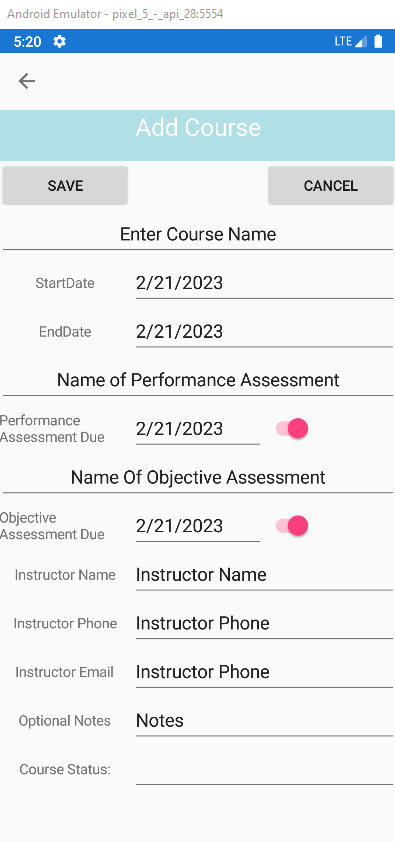 Android Emulator - pixel_5_-_api_28:5554
5:20 LTE
Add Course
SAVE CANCEL
Enter Course Name
StartDate 2/21/2023
EndDate 2/21/2023
Name of Performance Assessment
Performance
Assessment Due 2/21/2023
Name Of Objective Assessment
Objective
Assessment Due 2/21/2023
Instructor Name Instructor Name
Instructor Phone Instructor Phone
Instructor Email Instructor Phone
Optional Notes Notes
Course Status: